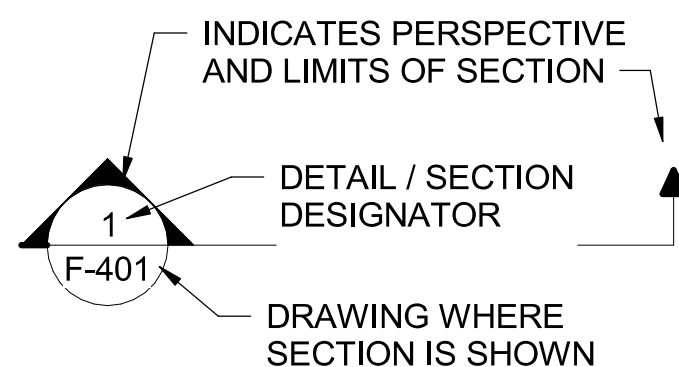 INDICATES PERSPECTIVE
AND LIMITS OF SECTION
DETAIL / SECTION
DESIGNATOR
1
F-401
DRAWING WHERE
SECTION IS SHOWN